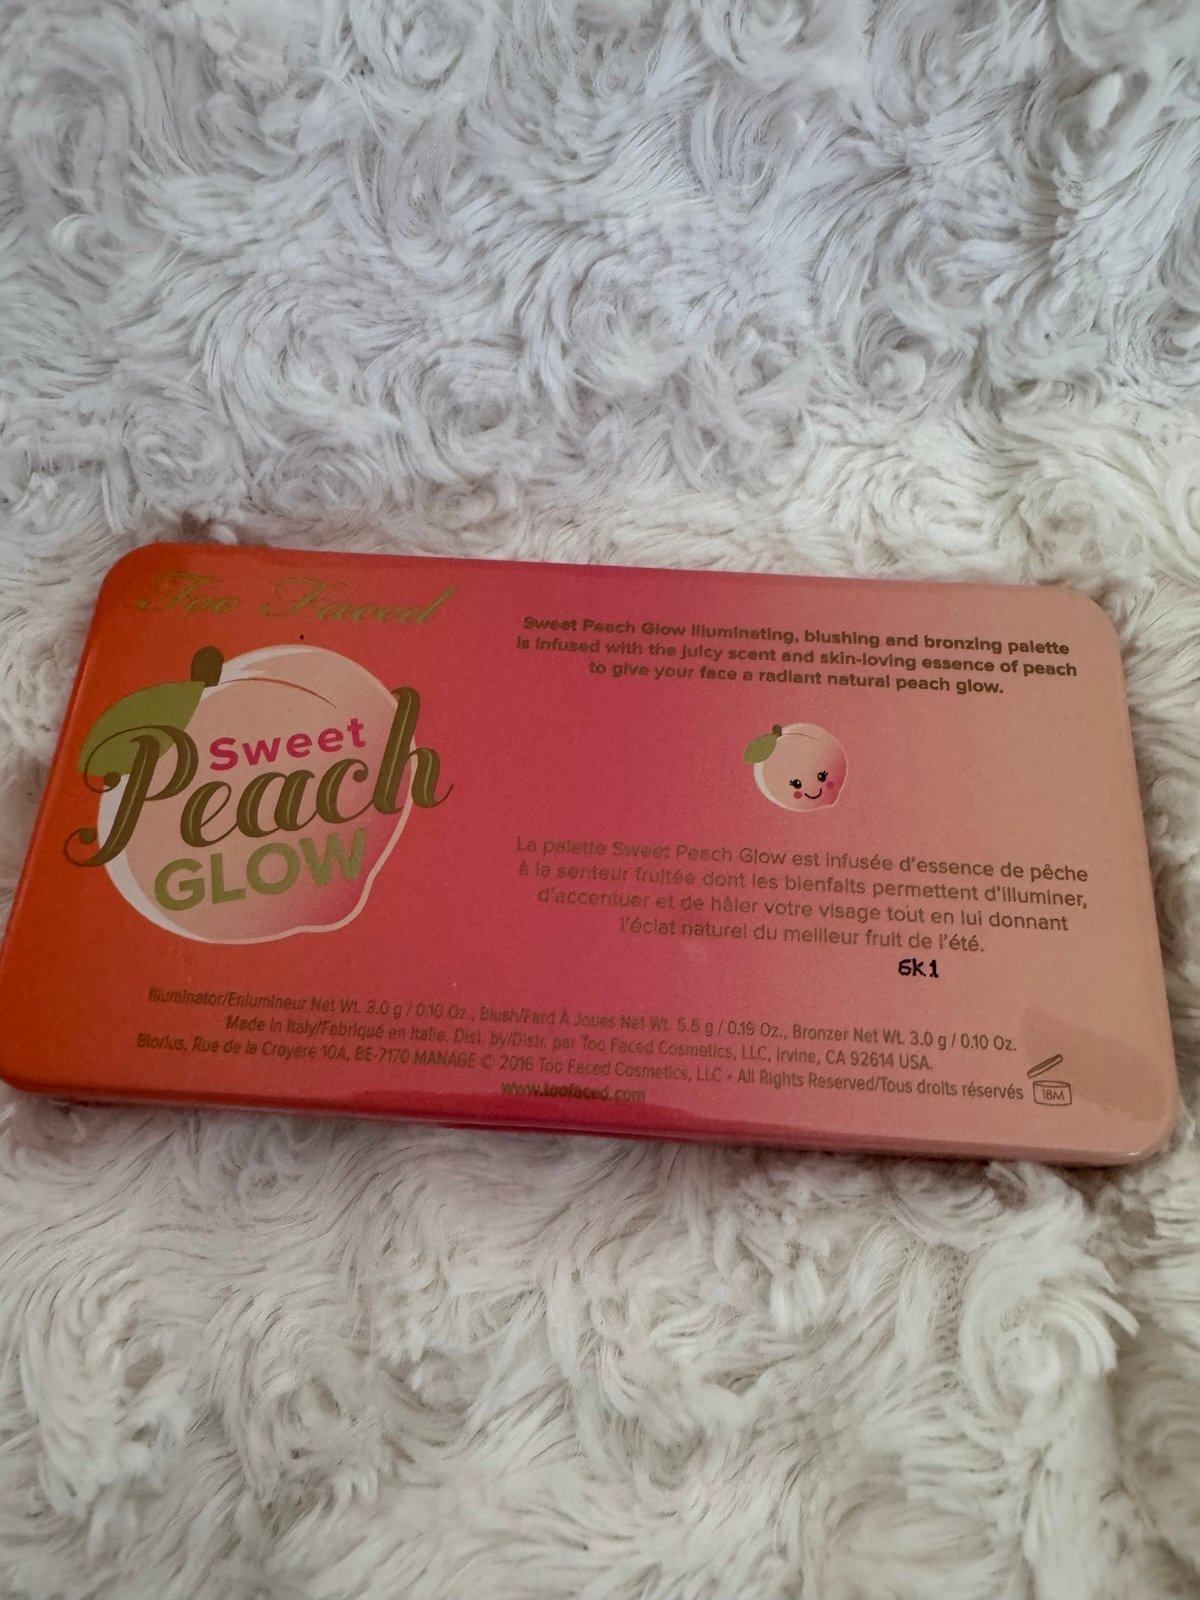 Too Faced
Sweet
Peach
GLOW
Sweet Peach Glow illuminating, blushing and bronzing palette
is infused with the juicy scent and skin-loving essence of peach
to give your face a radiant natural peach glow.
La palette Sweet Peach Glow est infusée d'essence de pêche
à la senteur fruitée dont les bienfaits permettent d'illuminer,
d'accentuer et de hâler votre visage tout en lui donnant
l'éclat naturel du meilleur fruit de l'été.
6K1
Illuminator/Enlumineur Net Wt. 3.0 g / 0.10 Oz., Blush/Fard À Joues Net Wt. 5.5 g / 0.19 Oz., Bronzer Net Wt. 3.0 g / 0.10 Oz.
Made in Italy/Fabriqué en Italie. Dist. by/Distr. par Too Faced Cosmetics, LLC, Irvine, CA 92614 USA.
Biorius, Rue de la Croyere 10A, BE-7170 MANAGE © 2016 Too Faced Cosmetics, LLC • All Rights Reserved/Tous droits réservés
www.toofaced.com
18M